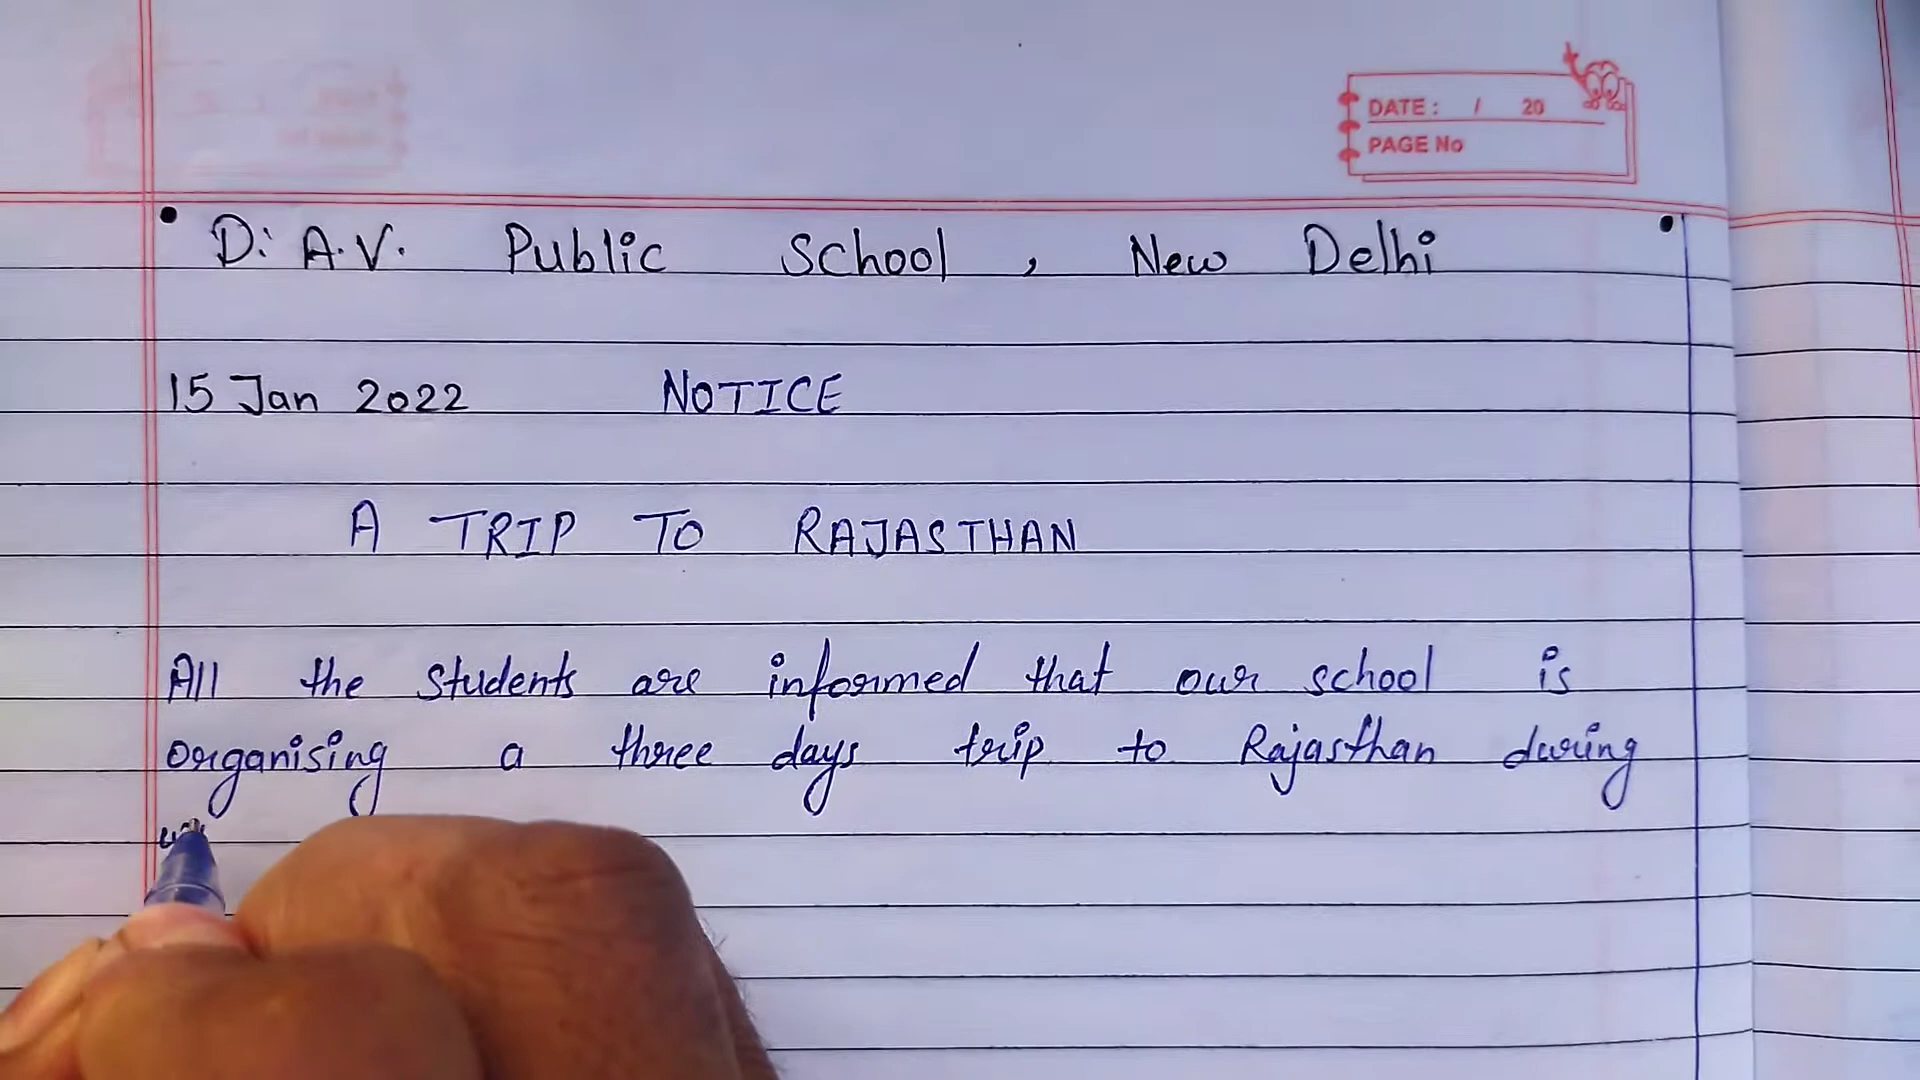 DATE: / 20
PAGE No
D. A.V. Public School, New Delhi
15 Jan 2022 NOTICE
A TRIP TO RAJASTHAN
All the students are informed that our school is
organising a three days trip to Rajasthan during